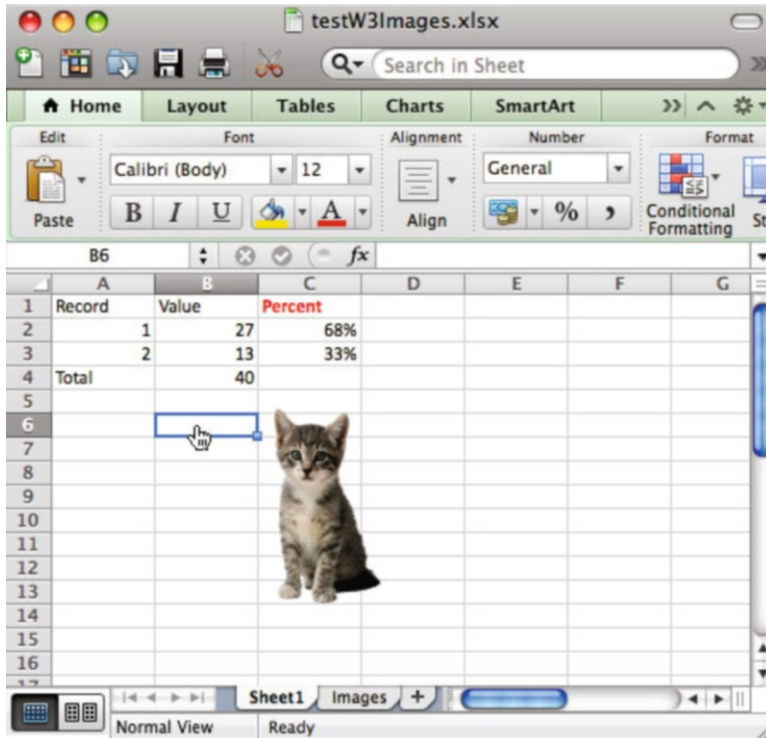 testW3Images.xlsx
Search in Sheet
Home Layout Tables Charts SmartArt
Edit Font Alignment Number Format
Calibri (Body) 12 General
Paste B I U A Align % , Conditional Formatting
B6 fx
A B C D E F G
1 Record Value Percent
2 1 27 68%
3 2 13 33%
4 Total 40
5
6
7
8
9
10
11
12
13
14
15
16
Sheet1 Images +
Normal View Ready